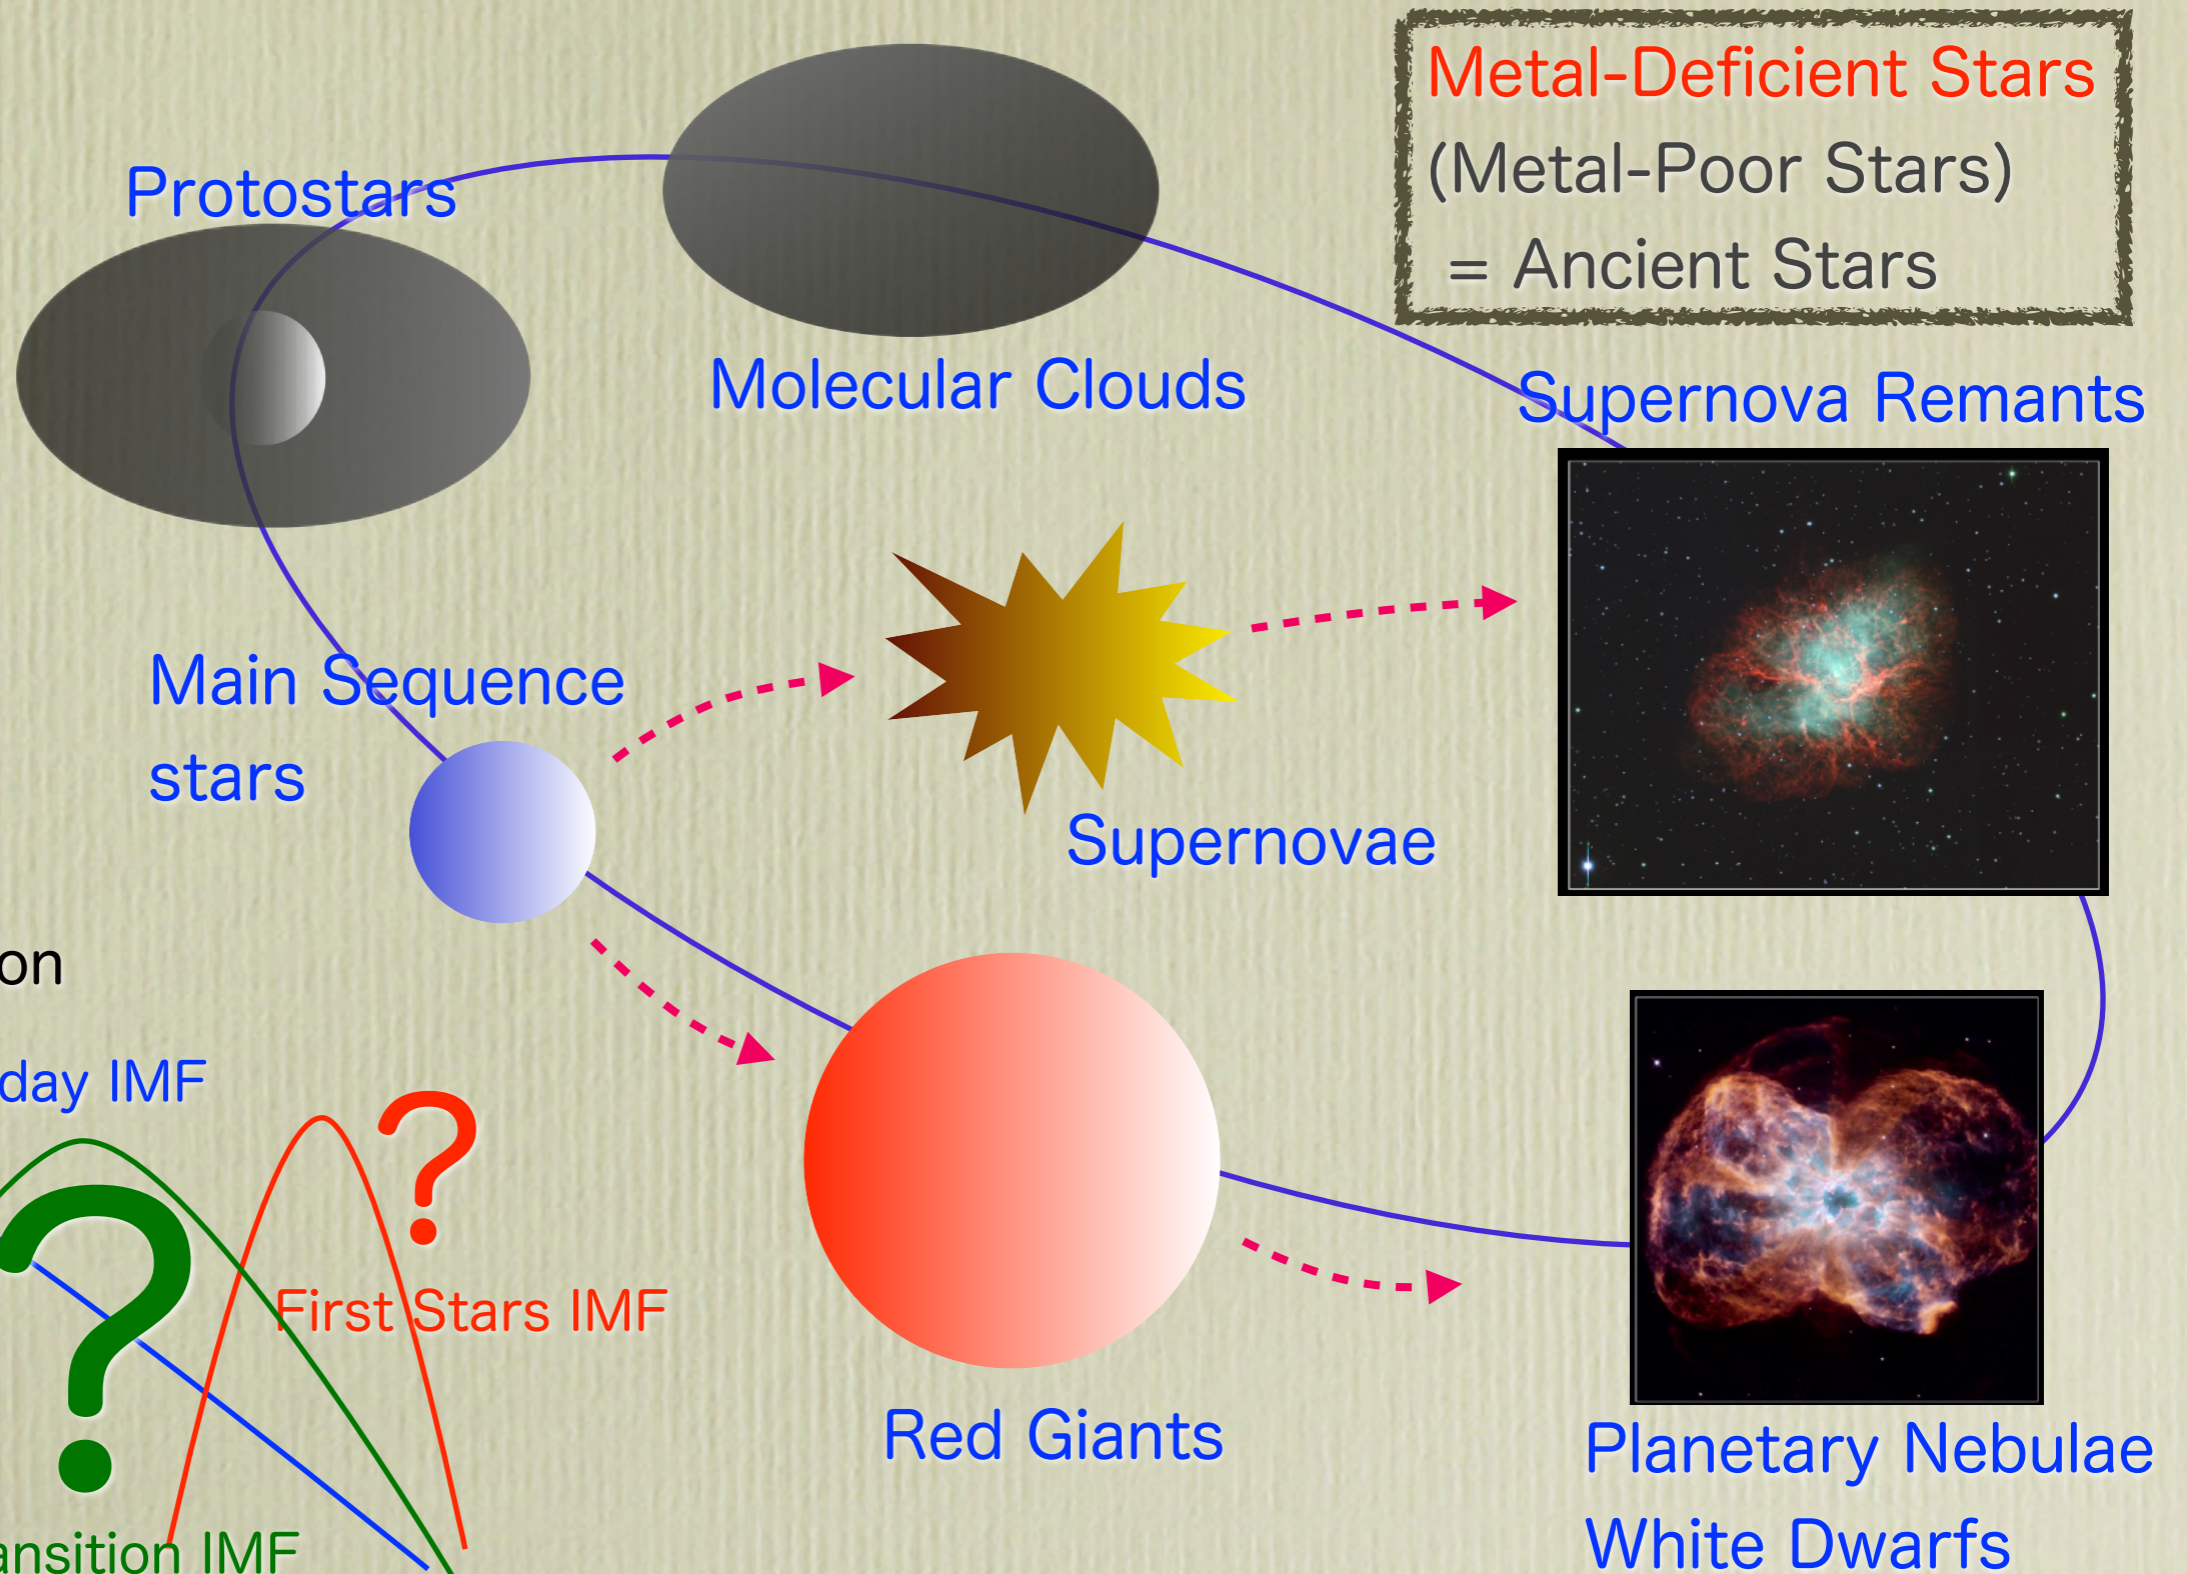 Metal-Deficient Stars
(Metal-Poor Stars)
= Ancient Stars
Protostars
Molecular Clouds
Supernova Remants
Main Sequence
stars
Supernovae
on
day IMF
?
?
First Stars IMF
Red Giants
Planetary Nebulae
White Dwarfs
ansition IMF